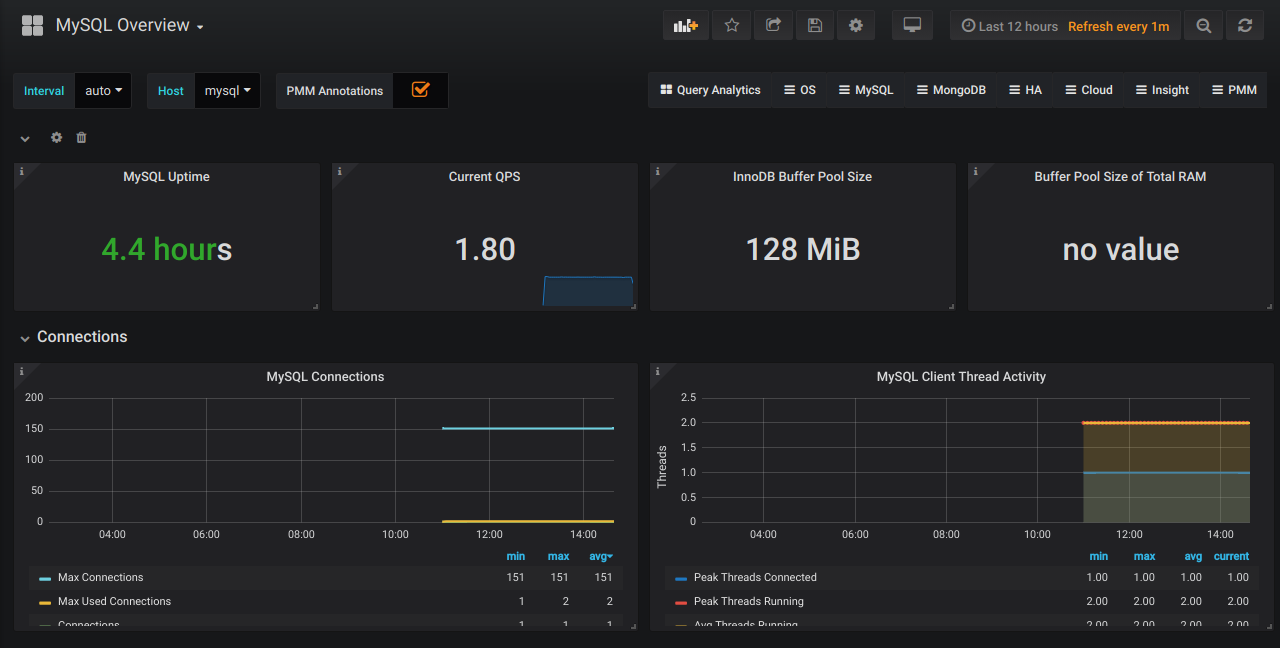 MySQL Overview
Last 12 hours Refresh every 1m
Interval auto Host mysql PMM Annotations
Query Analytics OS MySQL MongoDB HA Cloud Insight PMM
MySQL Uptime
4.4 hours
Current QPS
1.80
InnoDB Buffer Pool Size
128 MiB
Buffer Pool Size of Total RAM
no value
Connections
MySQL Connections
200
150
100
50
0
04:00 06:00 08:00 10:00 12:00 14:00
min max avg
Max Connections 151 151 151
Max Used Connections 1 2 2
Connections 1 1 1
MySQL Client Thread Activity
Threads
2.5
2.0
1.5
1.0
0.5
0
04:00 06:00 08:00 10:00 12:00 14:00
min max avg current
Peak Threads Connected 1.00 1.00 1.00 1.00
Peak Threads Running 2.00 2.00 2.00 2.00
Avg Threads Running 2.00 2.00 2.00 2.00